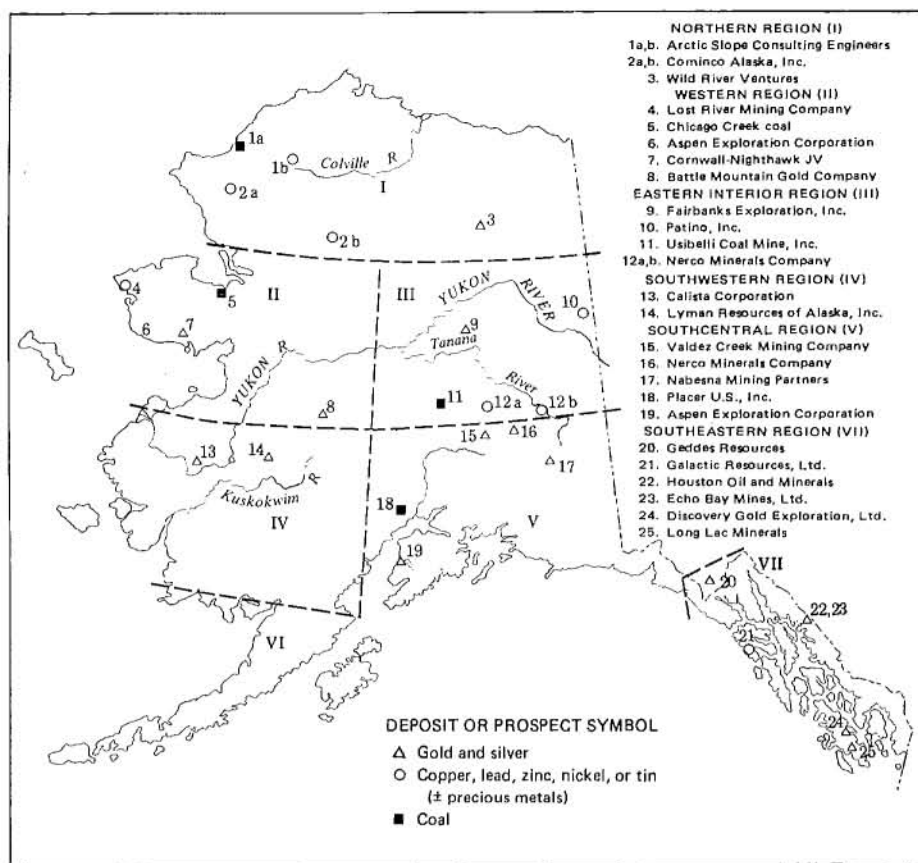 NORTHERN REGION (I)
1a,b. Arctic Slope Consulting Engineers
2a,b. Cominco Alaska, Inc.
3. Wild River Ventures
WESTERN REGION (II)
4. Lost River Mining Company
5. Chicago Creek coal
6. Aspen Exploration Corporation
7. Cornwall-Nighthawk JV
8. Battle Mountain Gold Company
EASTERN INTERIOR REGION (III)
9. Fairbanks Exploration, Inc.
10. Patino, Inc.
11. Usibelli Coal Mine, Inc.
12a,b. Nerco Minerals Company
SOUTHWESTERN REGION (IV)
13. Calista Corporation
14. Lyman Resources of Alaska, Inc.
SOUTHCENTRAL REGION (V)
15. Valdez Creek Mining Company
16. Nerco Minerals Company
17. Nabesna Mining Partners
18. Placer U.S., Inc.
19. Aspen Exploration Corporation
SOUTHEASTERN REGION (VII)
20. Geddes Resources
21. Galactic Resources, Ltd.
22. Houston Oil and Minerals
23. Echo Bay Mines, Ltd.
24. Discovery Gold Exploration, Ltd.
25. Long Lac Minerals
1a
1b
Colville R
I
2a
2b
3
4
5
II
III
YUKON RIVER
10
6
7
9
Tanana River
YUKON R
8
11
12a
12b
15
16
13
14
17
Kuskokwim R
IV
18
V
19
VI
VII
20
22,23
21
24
25
DEPOSIT OR PROSPECT SYMBOL
Gold and silver
Copper, lead, zinc, nickel, or tin
(± precious metals)
Coal